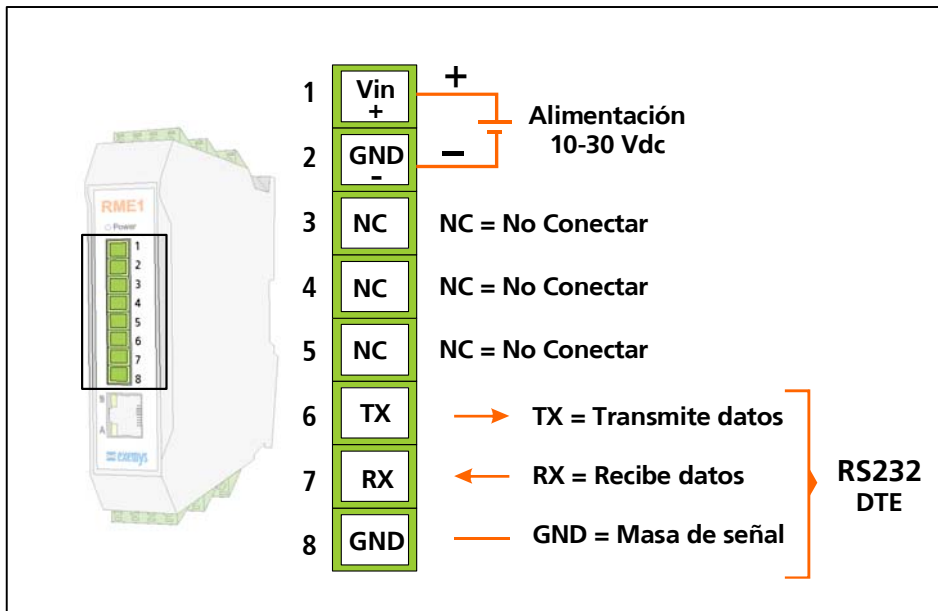 RME1
Power
1
2
3
4
5
6
7
8
B
A
exemys
1 Vin + +
2 GND - –
Alimentación
10-30 Vdc
3 NC NC = No Conectar
4 NC NC = No Conectar
5 NC NC = No Conectar
6 TX TX = Transmite datos
7 RX RX = Recibe datos
8 GND GND = Masa de señal
RS232
DTE